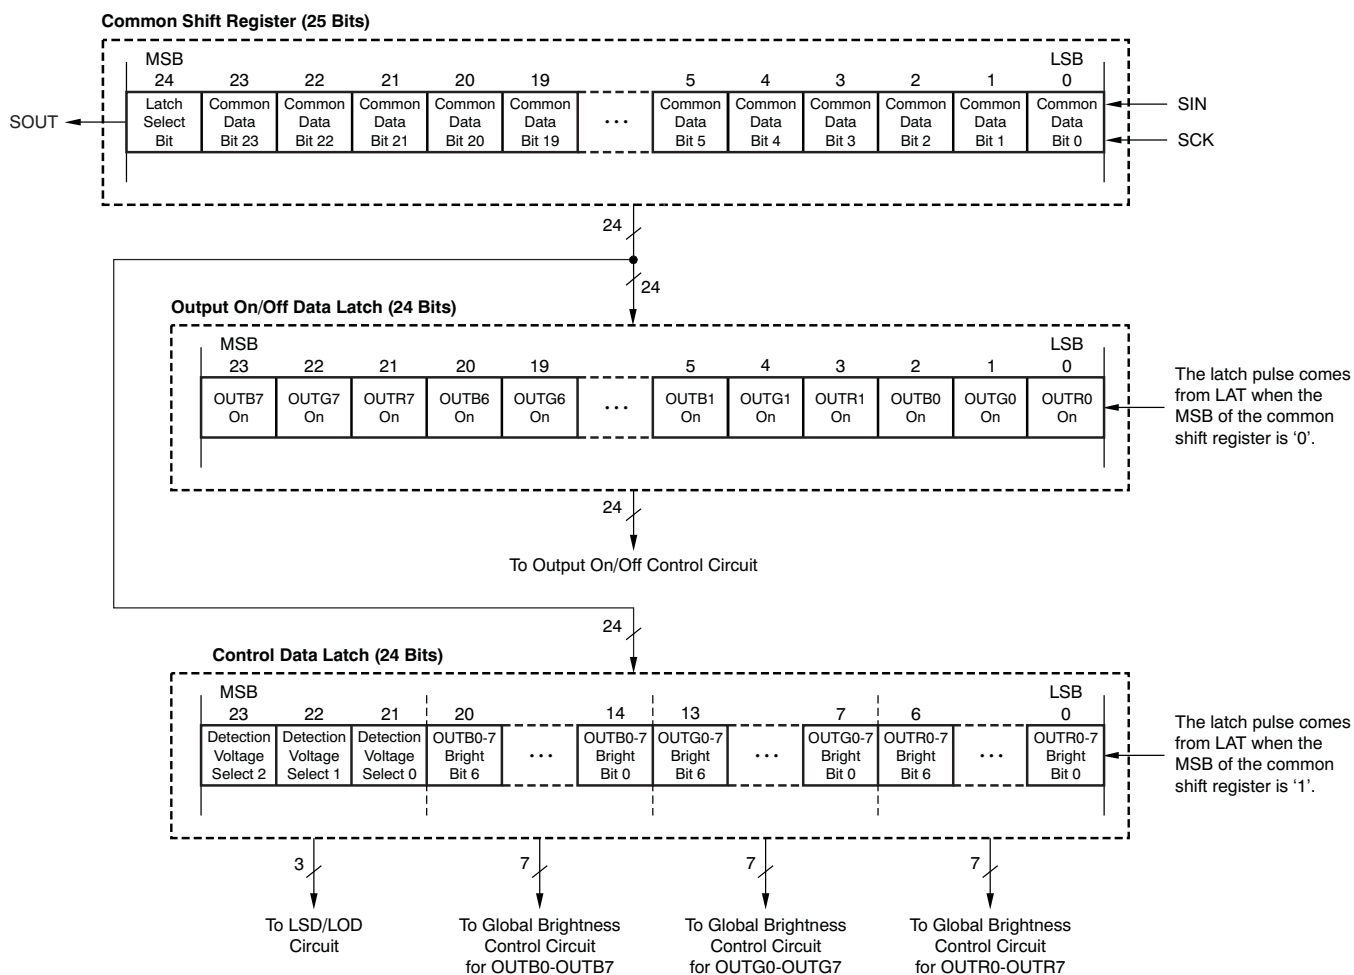 Common Shift Register (25 Bits)
MSB
LSB
24 23 22 21 20 19 5 4 3 2 1 0
Latch Select Bit
Common Data Bit 23
Common Data Bit 22
Common Data Bit 21
Common Data Bit 20
Common Data Bit 19
...
Common Data Bit 5
Common Data Bit 4
Common Data Bit 3
Common Data Bit 2
Common Data Bit 1
Common Data Bit 0
SOUT
SIN
SCK
24
24
Output On/Off Data Latch (24 Bits)
MSB
LSB
23 22 21 20 19 5 4 3 2 1 0
OUTB7 On
OUTG7 On
OUTR7 On
OUTB6 On
OUTG6 On
...
OUTB1 On
OUTG1 On
OUTR1 On
OUTB0 On
OUTG0 On
OUTR0 On
The latch pulse comes
from LAT when the
MSB of the common
shift register is ‘0’.
24
To Output On/Off Control Circuit
24
Control Data Latch (24 Bits)
MSB
LSB
23 22 21 20 14 13 7 6 0
Detection Voltage Select 2
Detection Voltage Select 1
Detection Voltage Select 0
OUTB0-7 Bright Bit 6
...
OUTB0-7 Bright Bit 0
OUTG0-7 Bright Bit 6
...
OUTG0-7 Bright Bit 0
OUTR0-7 Bright Bit 6
...
OUTR0-7 Bright Bit 0
The latch pulse comes
from LAT when the
MSB of the common
shift register is ‘1’.
3
7
7
7
To LSD/LOD
Circuit
To Global Brightness
Control Circuit
for OUTB0-OUTB7
To Global Brightness
Control Circuit
for OUTG0-OUTG7
To Global Brightness
Control Circuit
for OUTR0-OUTR7